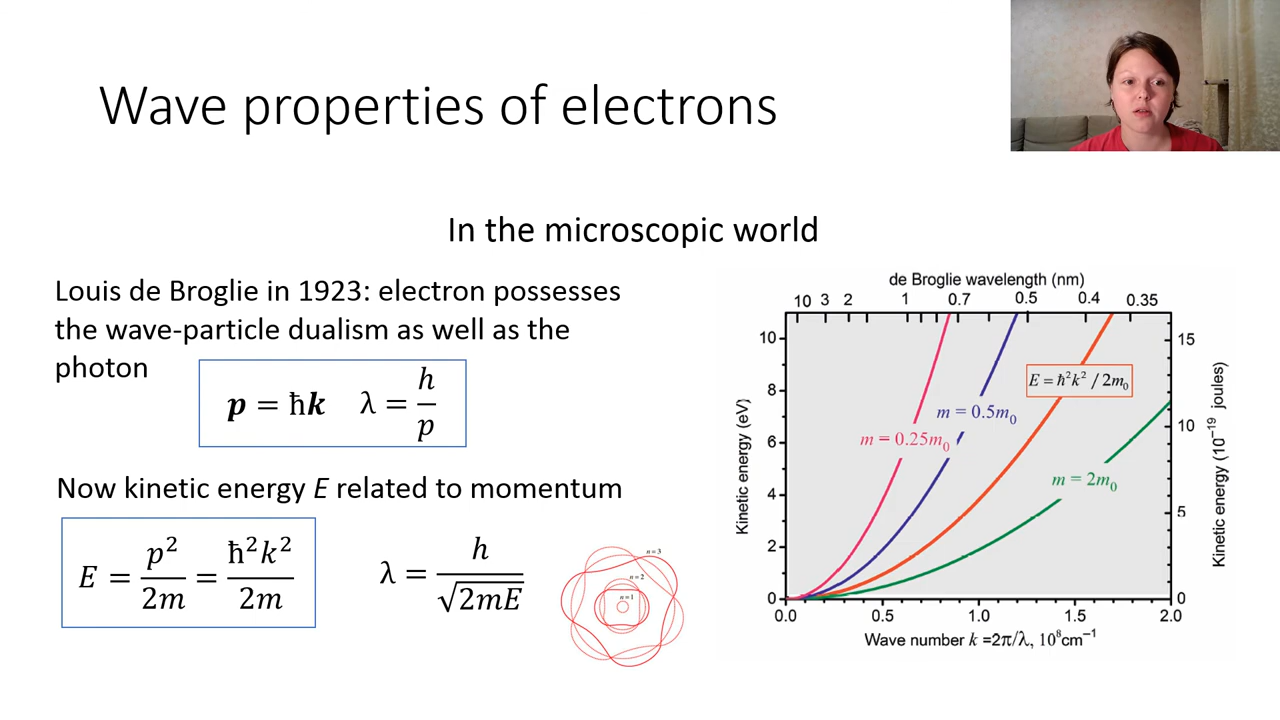 Wave properties of electrons
In the microscopic world
Louis de Broglie in 1923: electron possesses
the wave-particle dualism as well as the
photon
p = ħk λ = h/p
Now kinetic energy E related to momentum
E = p²/2m = ħ²k²/2m
λ = h/√2mE
n=3
n=2
n=1
de Broglie wavelength (nm)
10 3 2 1 0.7 0.5 0.4 0.35
10
8
6
4
2
0
Kinetic energy (eV)
E = ħ²k² / 2m₀
m = 0.5m₀
m = 0.25m₀
m = 2m₀
15
10
5
0
Kinetic energy (10⁻¹⁹ joules)
0.0 0.5 1.0 1.5 2.0
Wave number k =2π/λ, 10⁸cm⁻¹